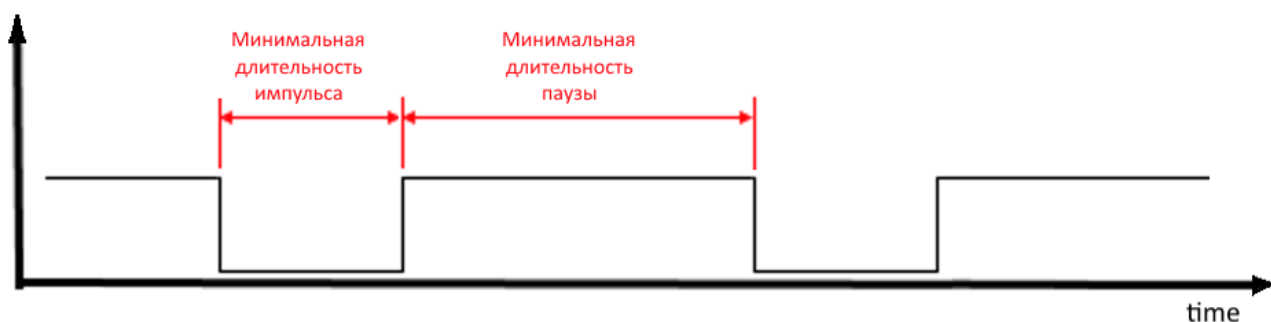 Минимальная
длительность
импульса
Минимальная
длительность
паузы
time